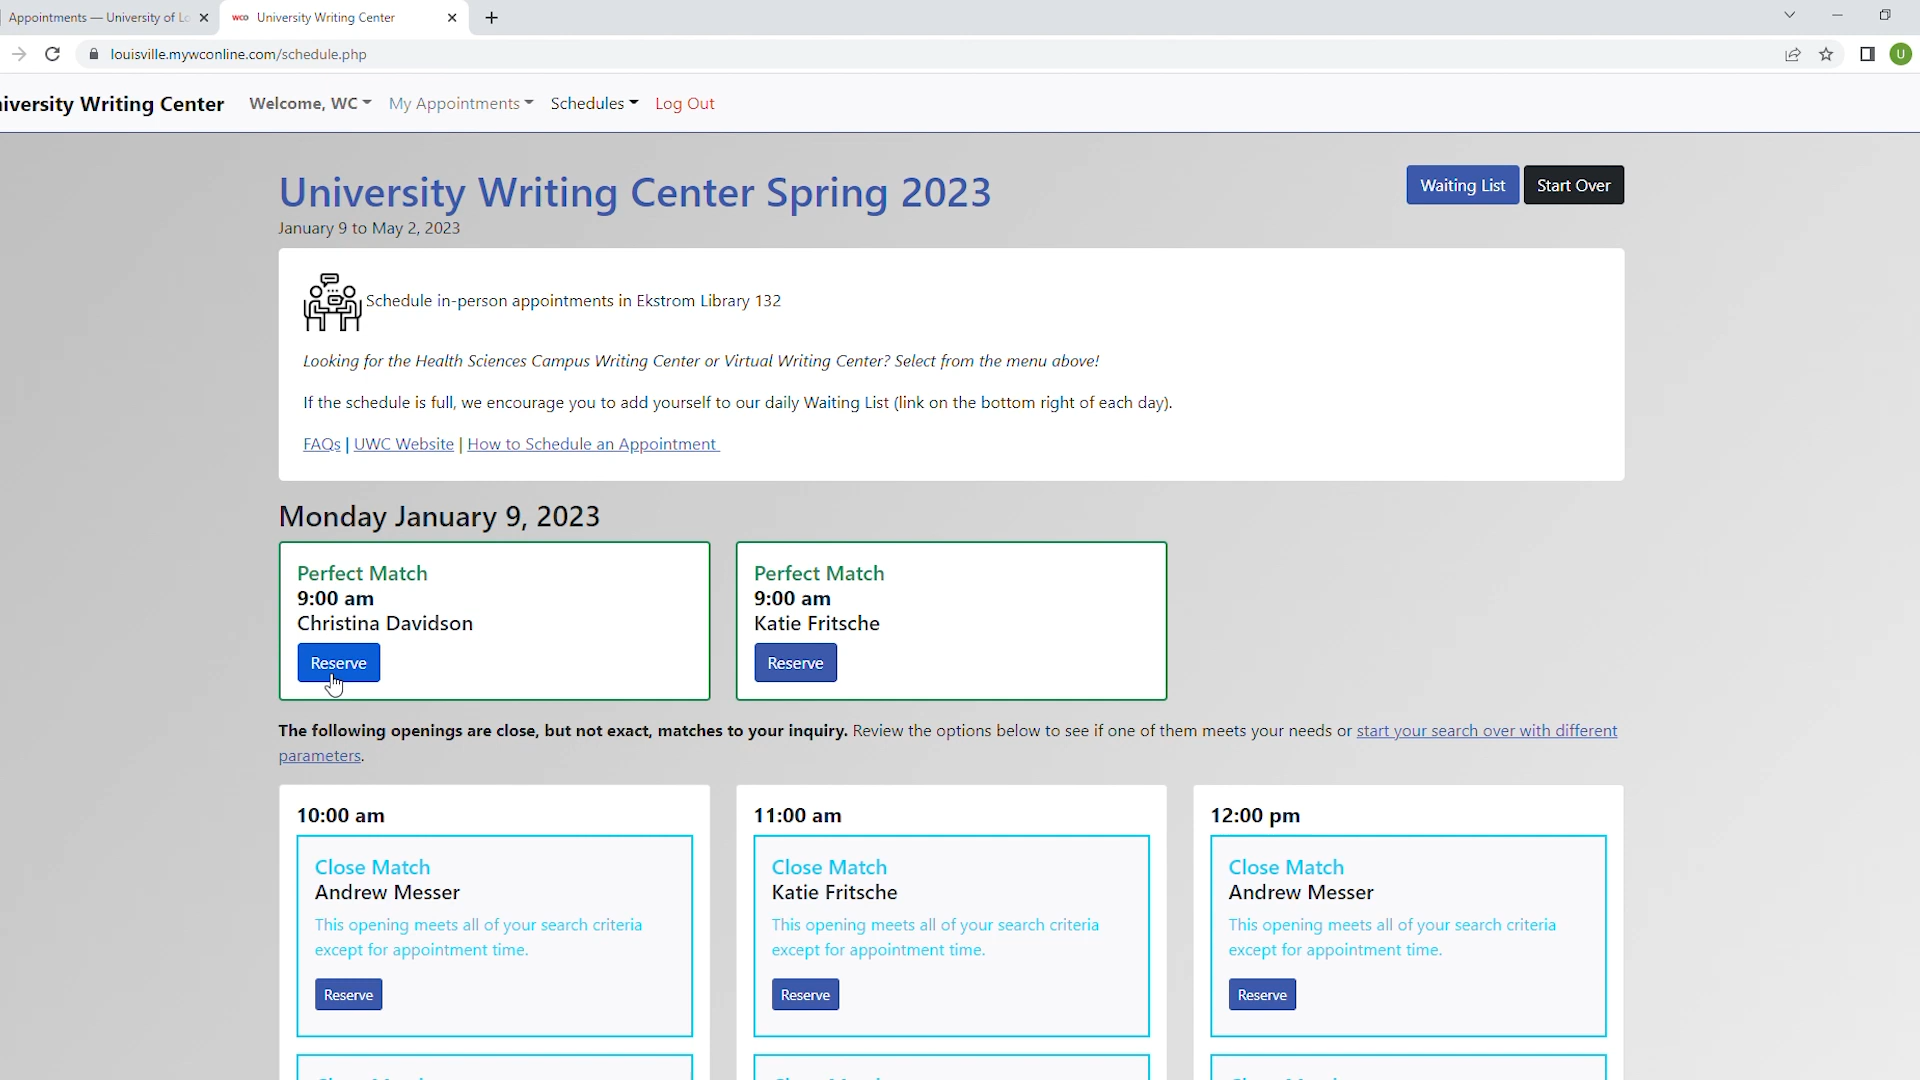 Appointments — University of Lo
WCO University Writing Center
louisville.mywconline.com/schedule.php
U
iversity Writing Center
Welcome, WC
My Appointments
Schedules
Log Out
University Writing Center Spring 2023
Waiting List
Start Over
January 9 to May 2, 2023
Schedule in-person appointments in Ekstrom Library 132
Looking for the Health Sciences Campus Writing Center or Virtual Writing Center? Select from the menu above!
If the schedule is full, we encourage you to add yourself to our daily Waiting List (link on the bottom right of each day).
FAQs | UWC Website | How to Schedule an Appointment
Monday January 9, 2023
Perfect Match
9:00 am
Christina Davidson
Reserve
Perfect Match
9:00 am
Katie Fritsche
Reserve
The following openings are close, but not exact, matches to your inquiry. Review the options below to see if one of them meets your needs or start your search over with different
parameters.
10:00 am
Close Match
Andrew Messer
This opening meets all of your search criteria
except for appointment time.
Reserve
11:00 am
Close Match
Katie Fritsche
This opening meets all of your search criteria
except for appointment time.
Reserve
12:00 pm
Close Match
Andrew Messer
This opening meets all of your search criteria
except for appointment time.
Reserve